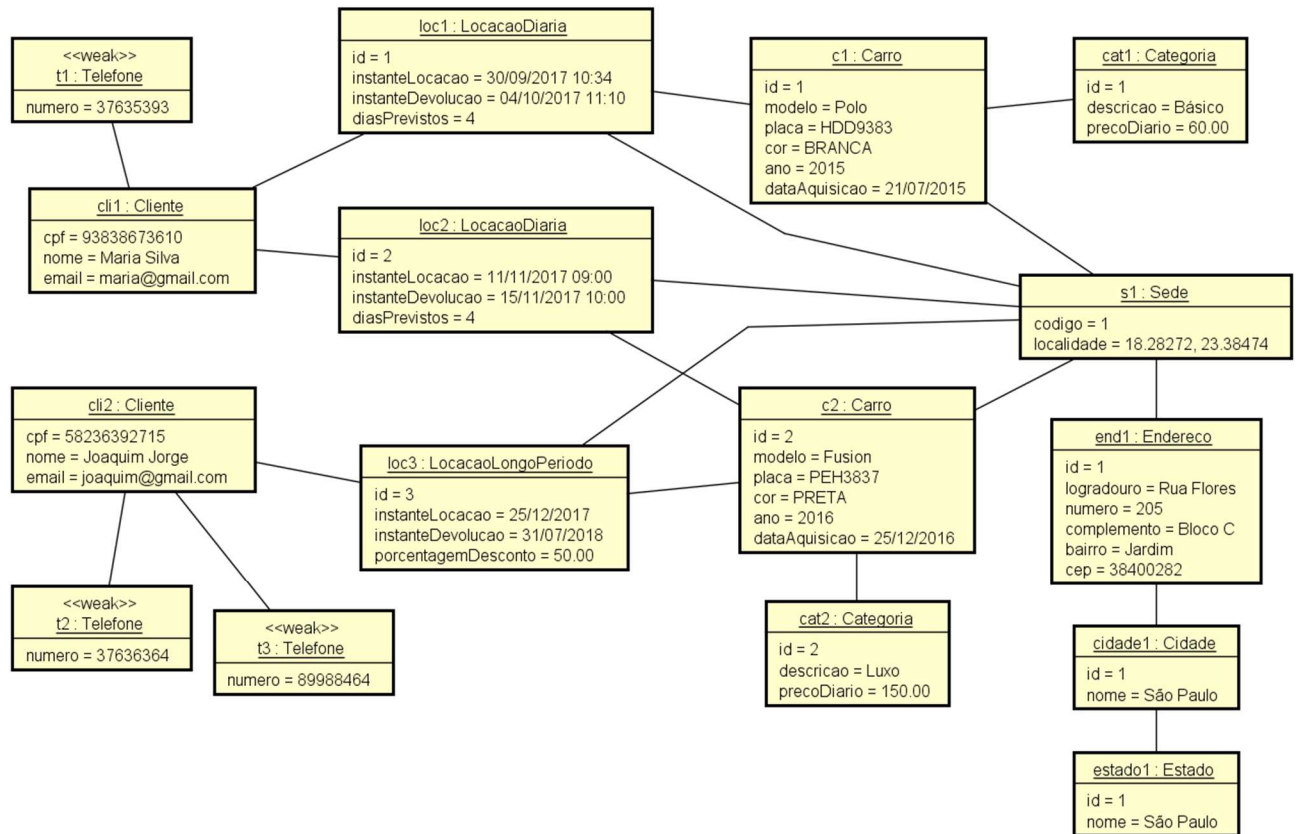 <<weak>>
t1 : Telefone
numero = 37635393
loc1 : LocacaoDiaria
id = 1
instanteLocacao = 30/09/2017 10:34
instanteDevolucao = 04/10/2017 11:10
diasPrevistos = 4
c1 : Carro
id = 1
modelo = Polo
placa = HDD9383
cor = BRANCA
ano = 2015
dataAquisicao = 21/07/2015
cat1 : Categoria
id = 1
descricao = Básico
precoDiario = 60.00
cli1 : Cliente
cpf = 93838673610
nome = Maria Silva
email = maria@gmail.com
loc2 : LocacaoDiaria
id = 2
instanteLocacao = 11/11/2017 09:00
instanteDevolucao = 15/11/2017 10:00
diasPrevistos = 4
s1 : Sede
codigo = 1
localidade = 18.28272, 23.38474
cli2 : Cliente
cpf = 58236392715
nome = Joaquim Jorge
email = joaquim@gmail.com
loc3 : LocacaoLongoPeriodo
id = 3
instanteLocacao = 25/12/2017
instanteDevolucao = 31/07/2018
porcentagemDesconto = 50.00
c2 : Carro
id = 2
modelo = Fusion
placa = PEH3837
cor = PRETA
ano = 2016
dataAquisicao = 25/12/2016
end1 : Endereco
id = 1
logradouro = Rua Flores
numero = 205
complemento = Bloco C
bairro = Jardim
cep = 38400282
<<weak>>
t2 : Telefone
numero = 37636364
<<weak>>
t3 : Telefone
numero = 89988464
cat2 : Categoria
id = 2
descricao = Luxo
precoDiario = 150.00
cidade1 : Cidade
id = 1
nome = São Paulo
estado1 : Estado
id = 1
nome = São Paulo